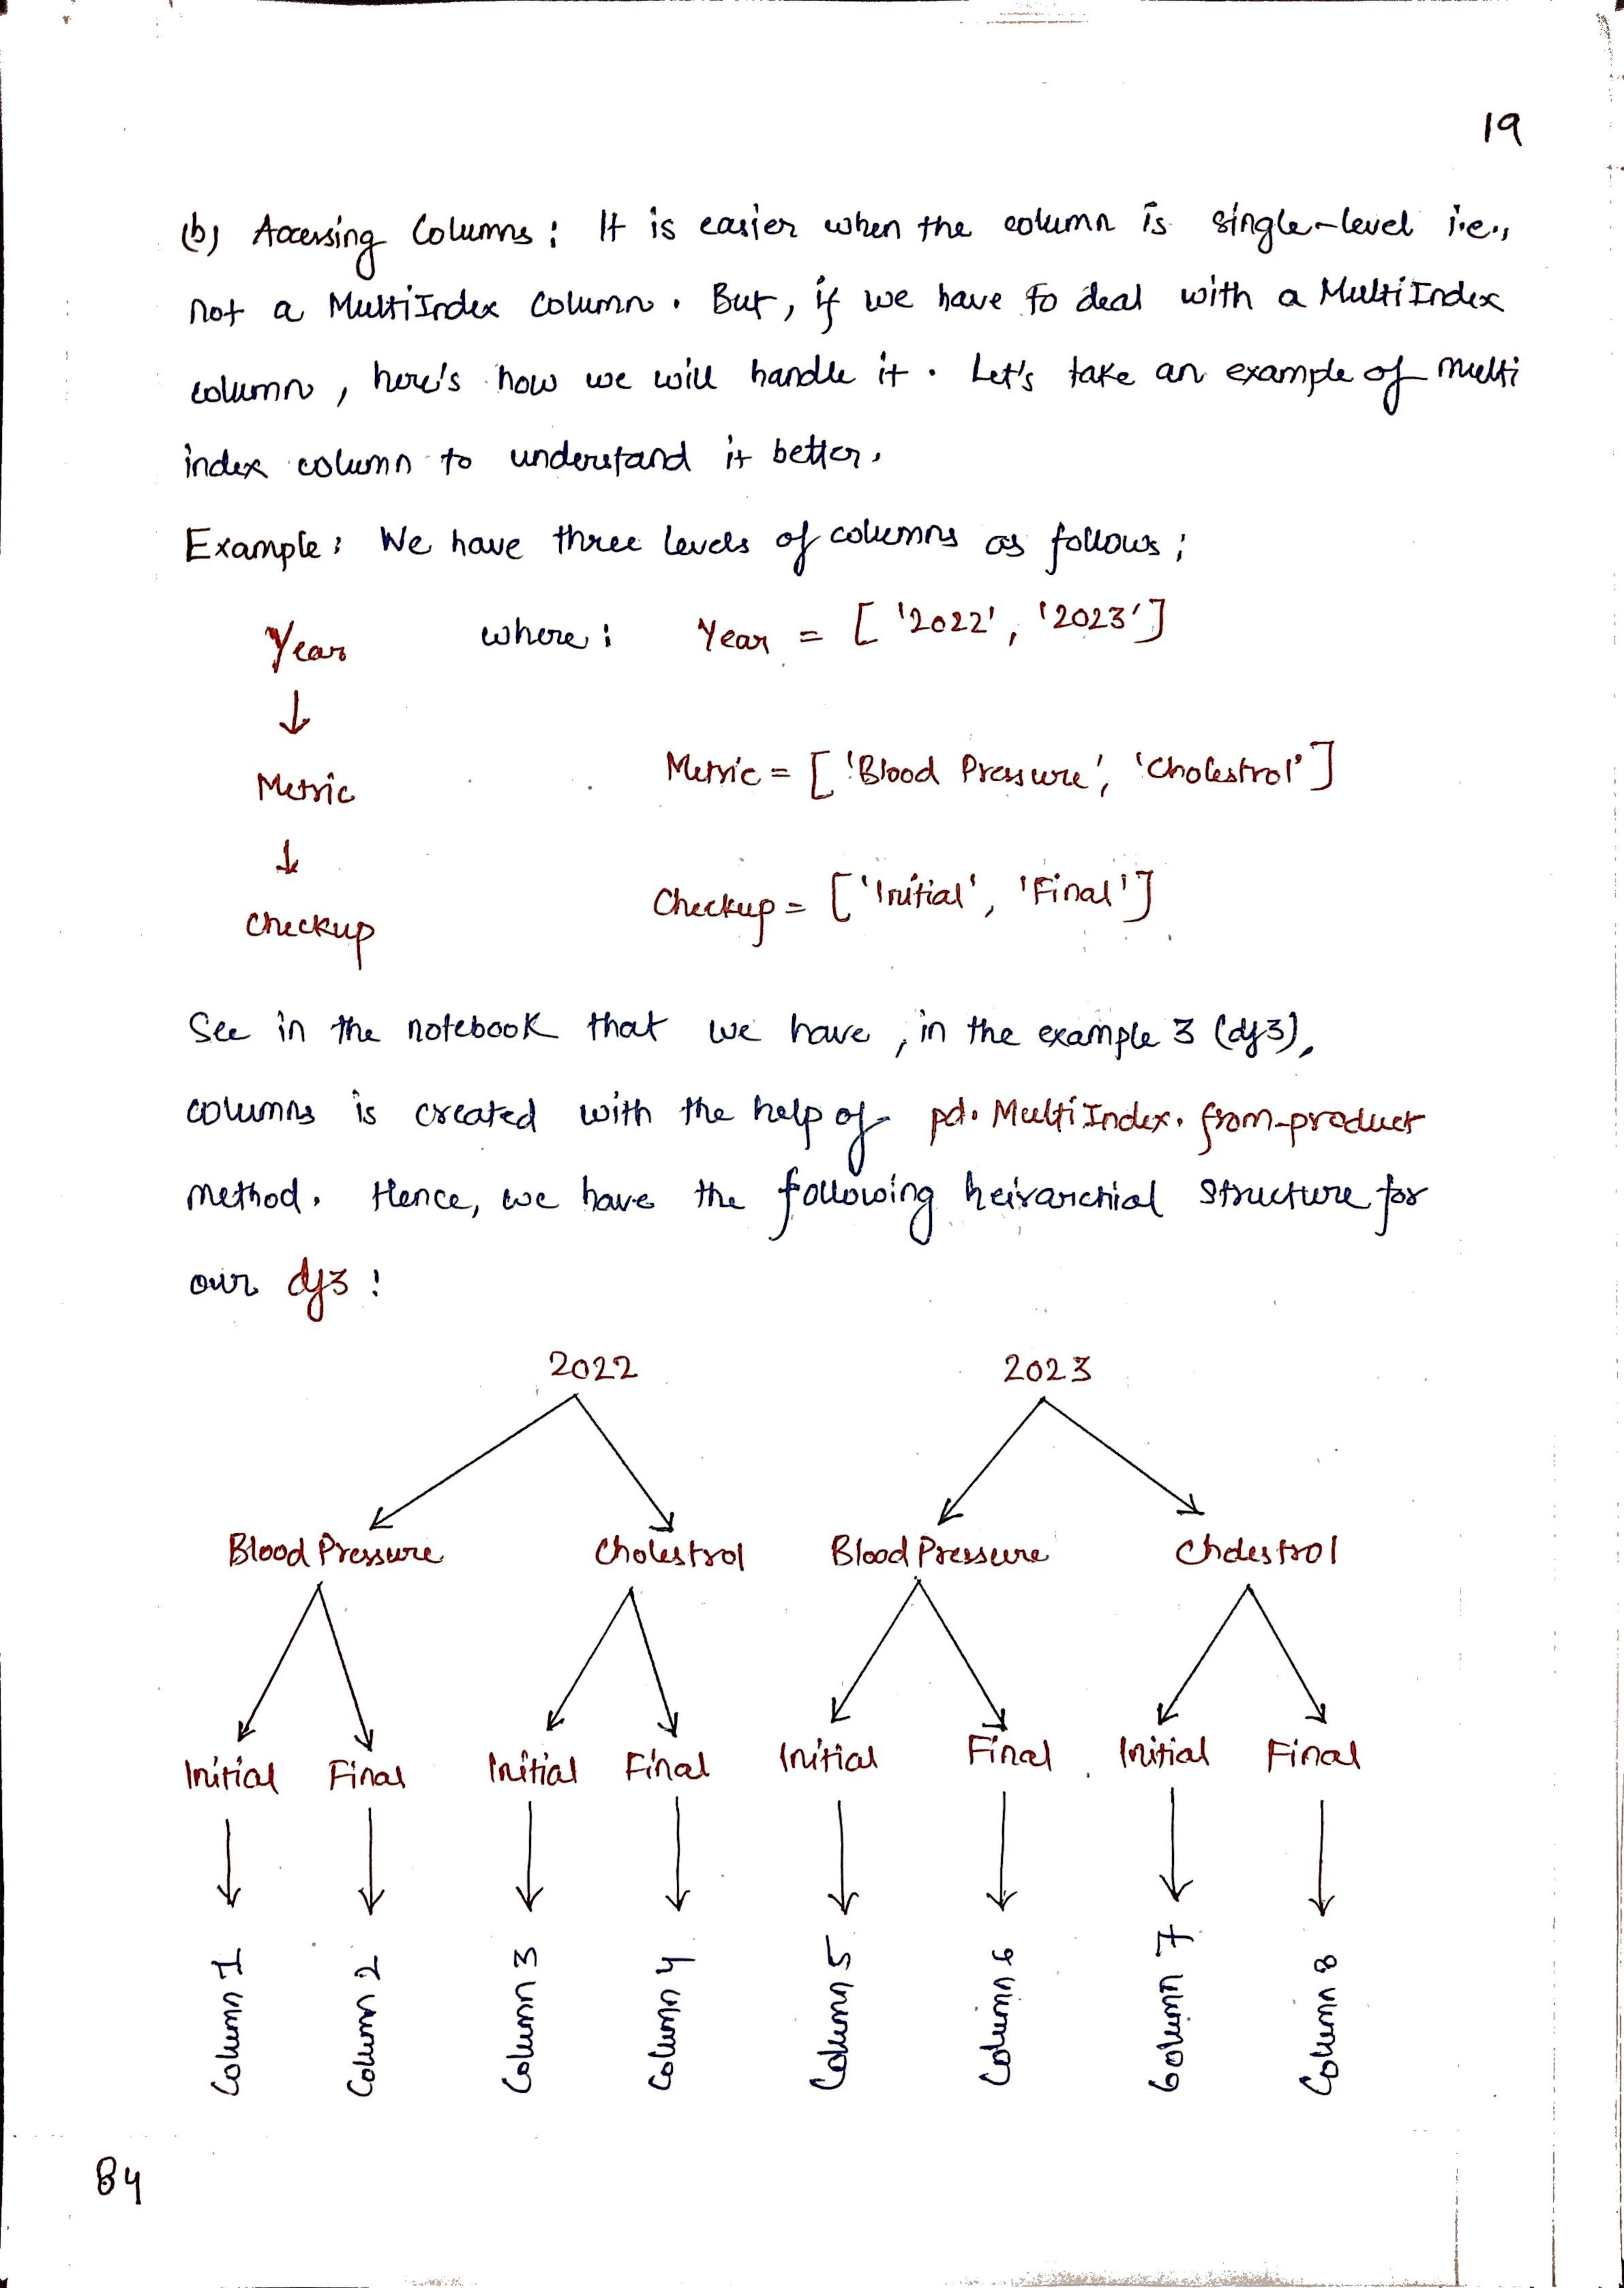 19
(b) Accessing Columns: It is easier when the column is single-level i.e.,
not a MultiIndex Column. But, if we have to deal with a MultiIndex
column, here's how we will handle it. Let's take an example of multi
index column to understand it better.
Example: We have three levels of columns as follows;
Year where: Year = ['2022', '2023']
↓
Metric Metric = ['Blood Pressure', 'Cholestrol']
↓
Checkup Checkup = ['Initial', 'Final']
See in the notebook that we have, in the example 3 (df3),
columns is created with the help of pd.MultiIndex.from_product
method. Hence, we have the following heirarchial structure for
our df3:
2022 2023
Blood Pressure Cholestrol Blood Pressure Cholestrol
Initial Final Initial Final Initial Final Initial Final
Column 1 Column 2 Column 3 Column 4 Column 5 Column 6 Column 7 Column 8
84